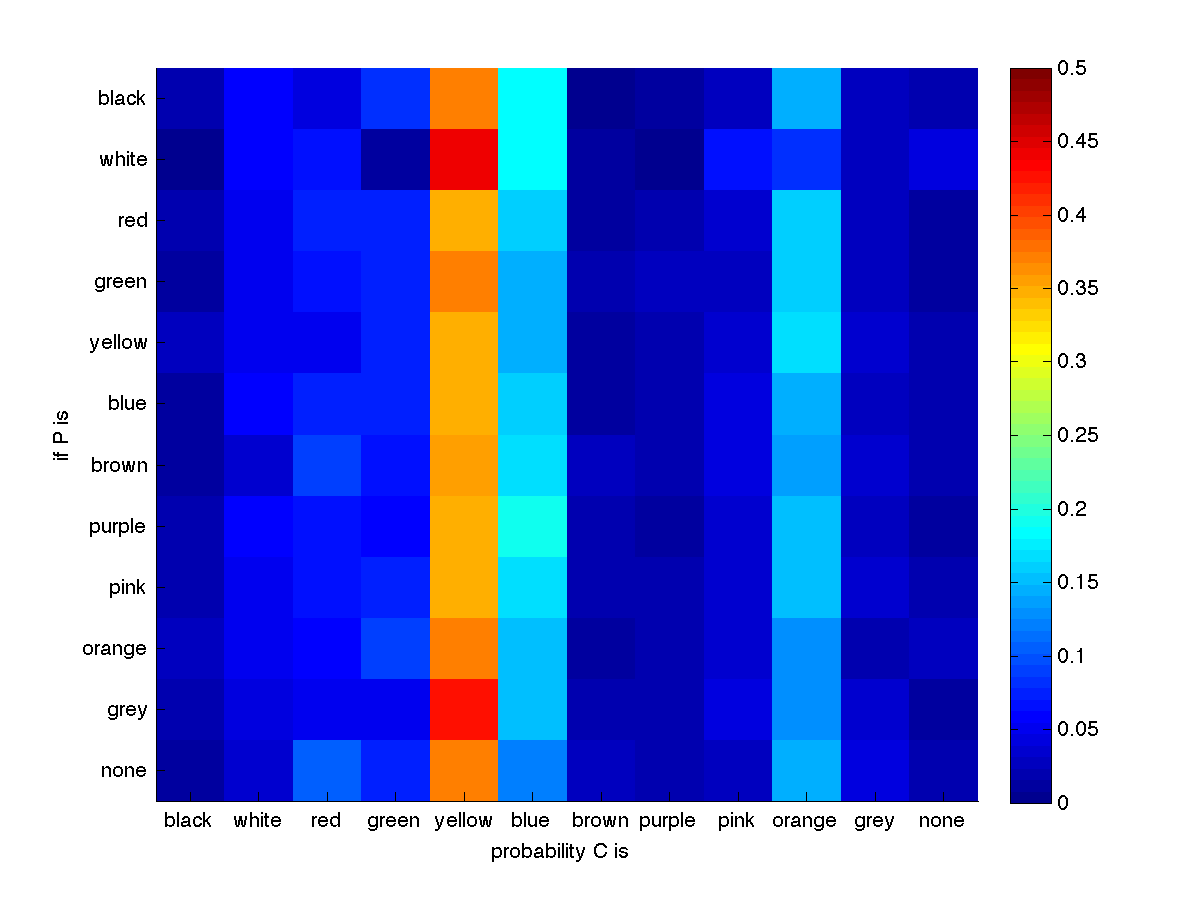 if P is
black
white
red
green
yellow
blue
brown
purple
pink
orange
grey
none
black white red green yellow blue brown purple pink orange grey none
probability C is
0.5
0.45
0.4
0.35
0.3
0.25
0.2
0.15
0.1
0.05
0